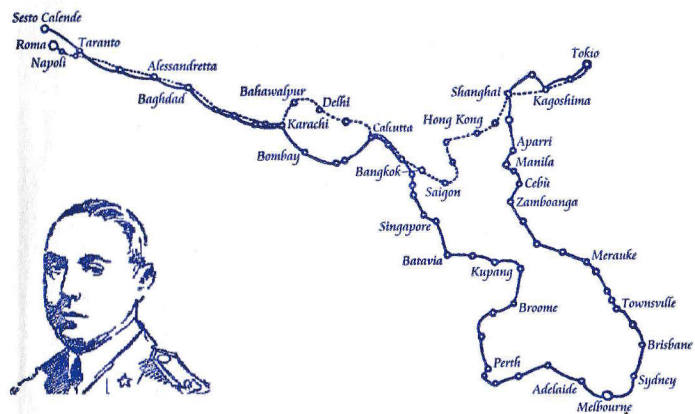 Sesto Calende
Roma
Napoli
Taranto
Alessandretta
Baghdad
Bahawalpur
Delhi
Karachi
Bombay
Calcutta
Bangkok
Saigon
Hong Kong
Shanghai
Tokio
Kagoshima
Aparri
Manila
Cebù
Zamboanga
Singapore
Batavia
Kupang
Merauke
Broome
Townsville
Brisbane
Perth
Adelaide
Sydney
Melbourne